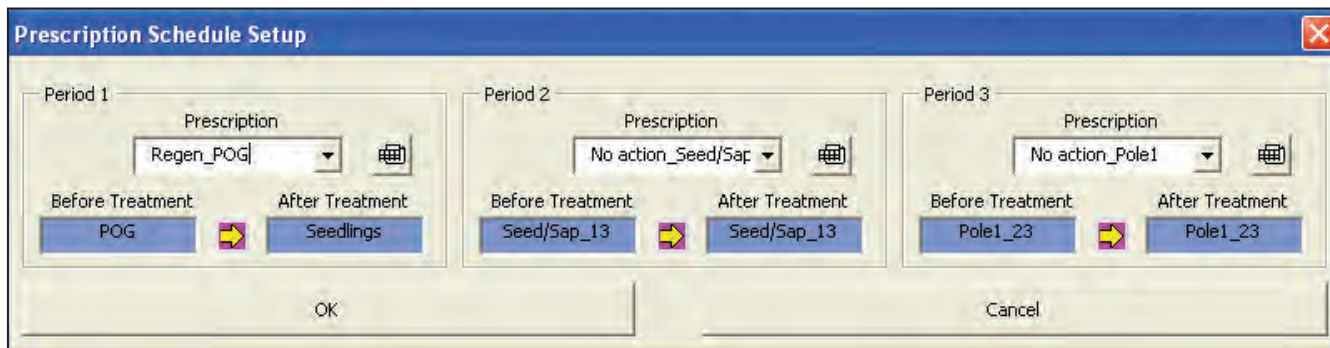 Prescription Schedule Setup
Period 1 Period 2 Period 3
Prescription Prescription Prescription
Regen_POG No action_Seed/Sap No action_Pole1
Before Treatment After Treatment Before Treatment After Treatment Before Treatment After Treatment
POG Seedlings Seed/Sap_13 Seed/Sap_13 Pole1_23 Pole1_23
OK Cancel